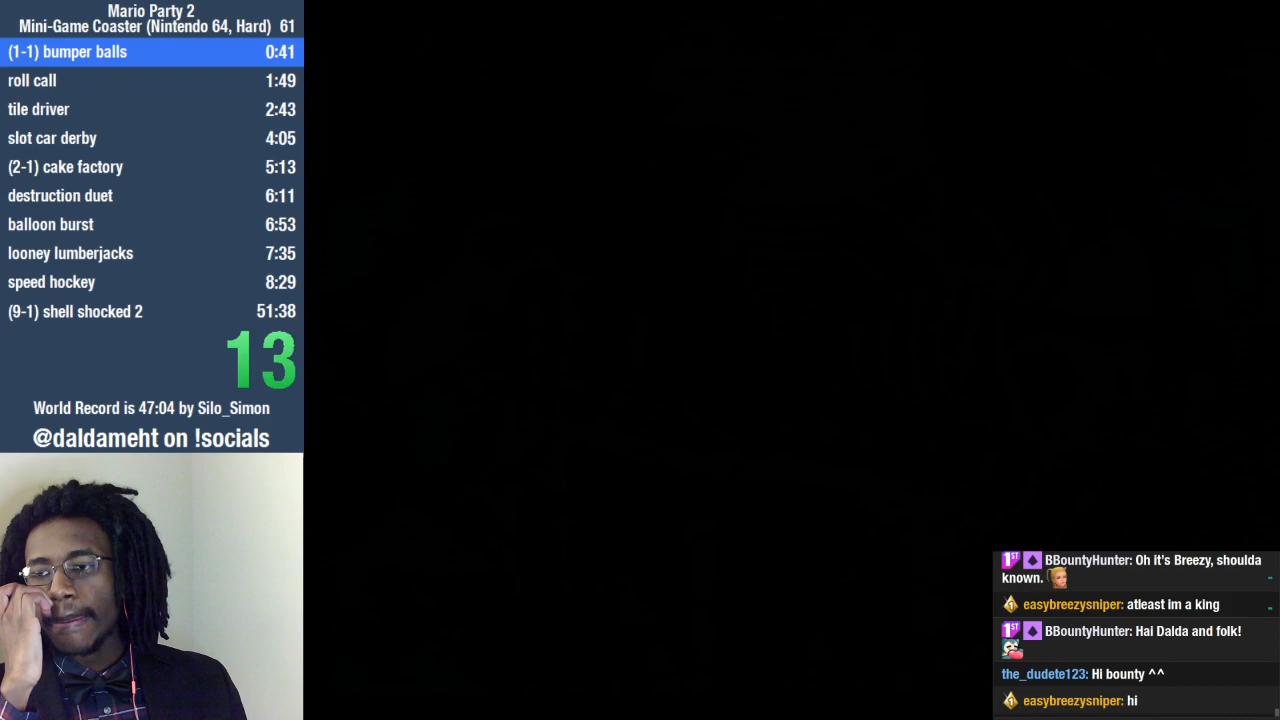 Mario Party 2
Mini-Game Coaster (Nintendo 64, Hard) 61
(1-1) bumper balls 0:41
roll call 1:49
tile driver 2:43
slot car derby 4:05
(2-1) cake factory 5:13
destruction duet 6:11
balloon burst 6:53
looney lumberjacks 7:35
speed hockey 8:29
(9-1) shell shocked 2 51:38
13
World Record is 47:04 by Silo_Simon
@daldameht on !socials
1ST BBountyHunter: Oh it's Breezy, shoulda
known.
1 easybreezysniper: atleast im a king
1ST BBountyHunter: Hai Dalda and folk!
the_dudete123: Hi bounty ^^
1 easybreezysniper: hi